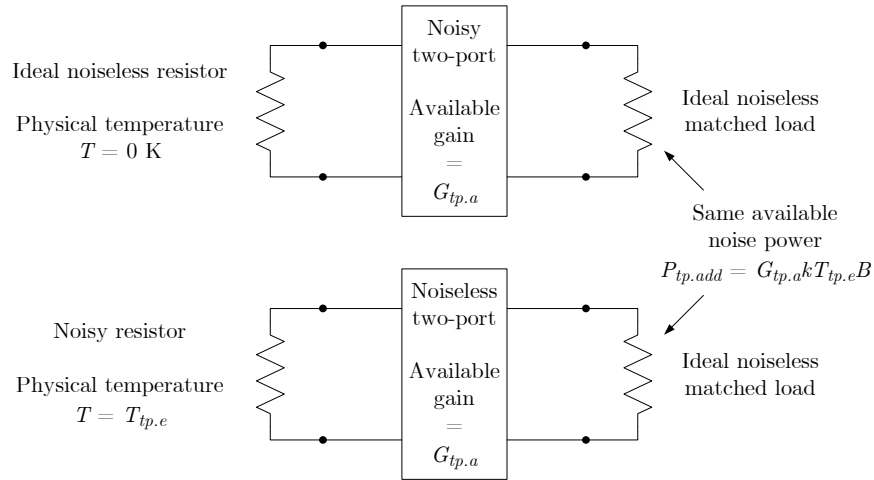 Noisy
two-port
Available
gain
=
G_{tp.a}
Ideal noiseless resistor
Physical temperature
T = 0 K
Ideal noiseless
matched load
Same available
noise power
P_{tp.add} = G_{tp.a}kT_{tp.e}B
Noiseless
two-port
Available
gain
=
G_{tp.a}
Noisy resistor
Physical temperature
T = T_{tp.e}
Ideal noiseless
matched load